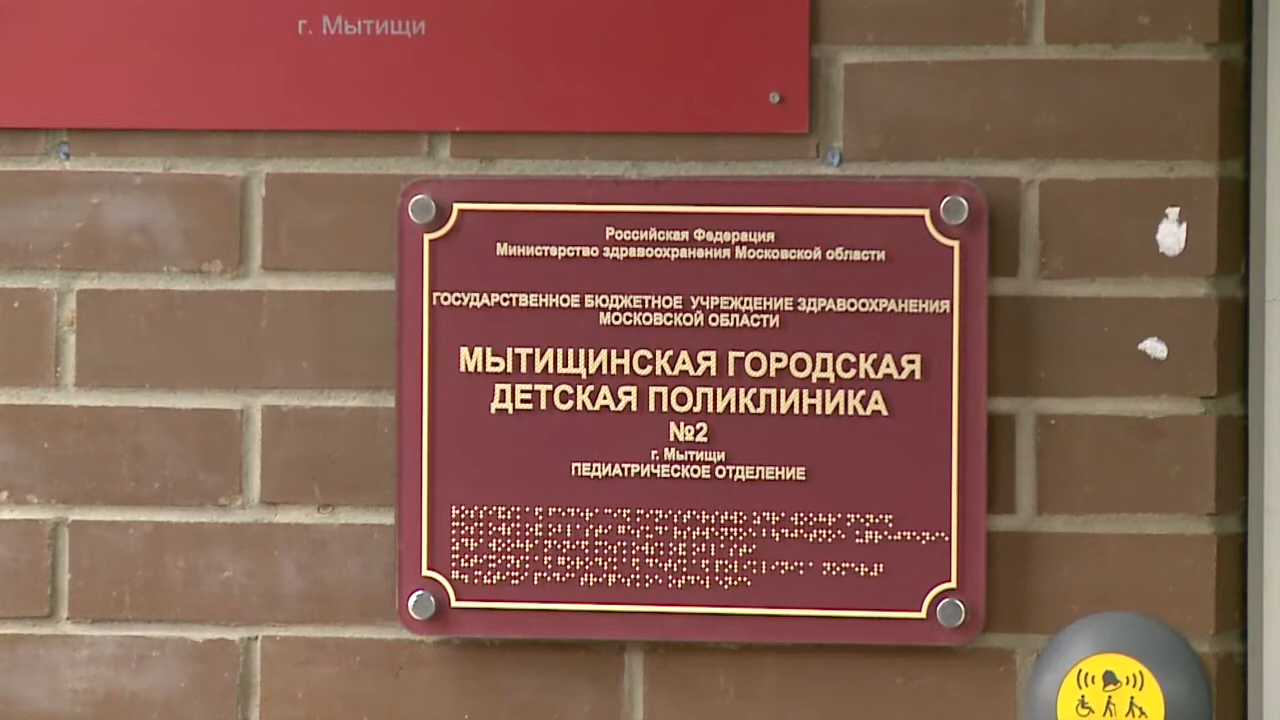 г. Мытищи
Российская Федерация
Министерство здравоохранения Московской области
ГОСУДАРСТВЕННОЕ БЮДЖЕТНОЕ УЧРЕЖДЕНИЕ ЗДРАВООХРАНЕНИЯ
МОСКОВСКОЙ ОБЛАСТИ
МЫТИЩИНСКАЯ ГОРОДСКАЯ
ДЕТСКАЯ ПОЛИКЛИНИКА
№2
г. Мытищи
ПЕДИАТРИЧЕСКОЕ ОТДЕЛЕНИЕ